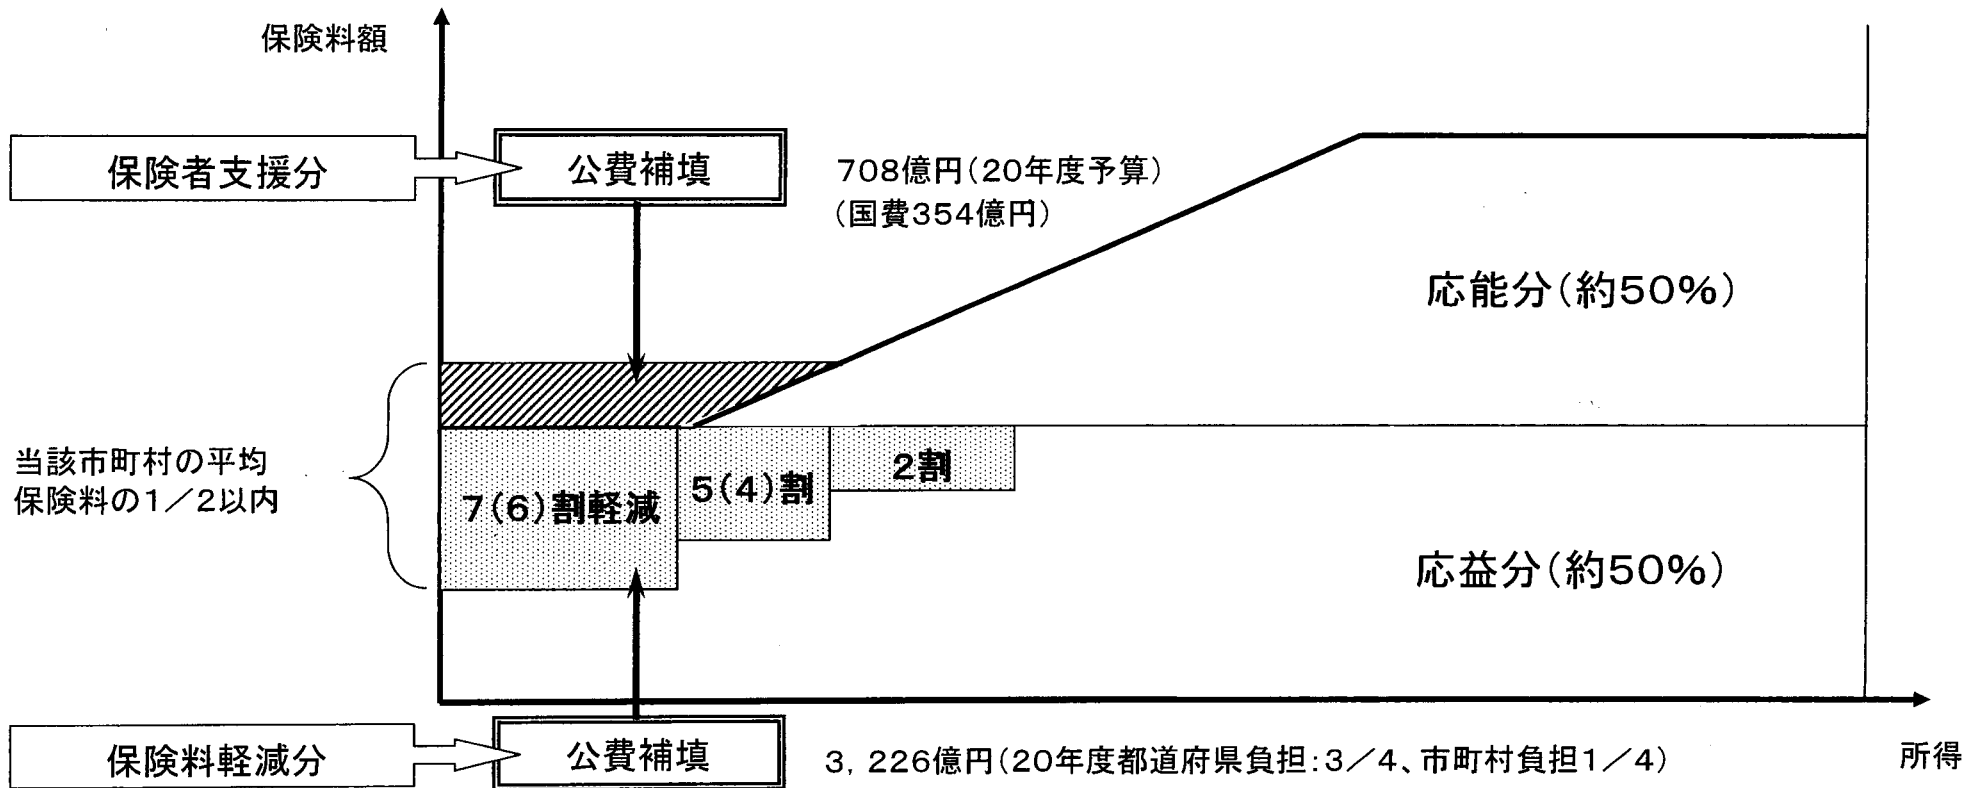 保険料額
保険者支援分
公費補填
708億円(20年度予算)
(国費354億円)
応能分(約50%)
当該市町村の平均
保険料の1/2以内
7(6)割軽減
5(4)割
2割
応益分(約50%)
保険料軽減分
公費補填
3,226億円(20年度都道府県負担:3/4、市町村負担1/4)
所得